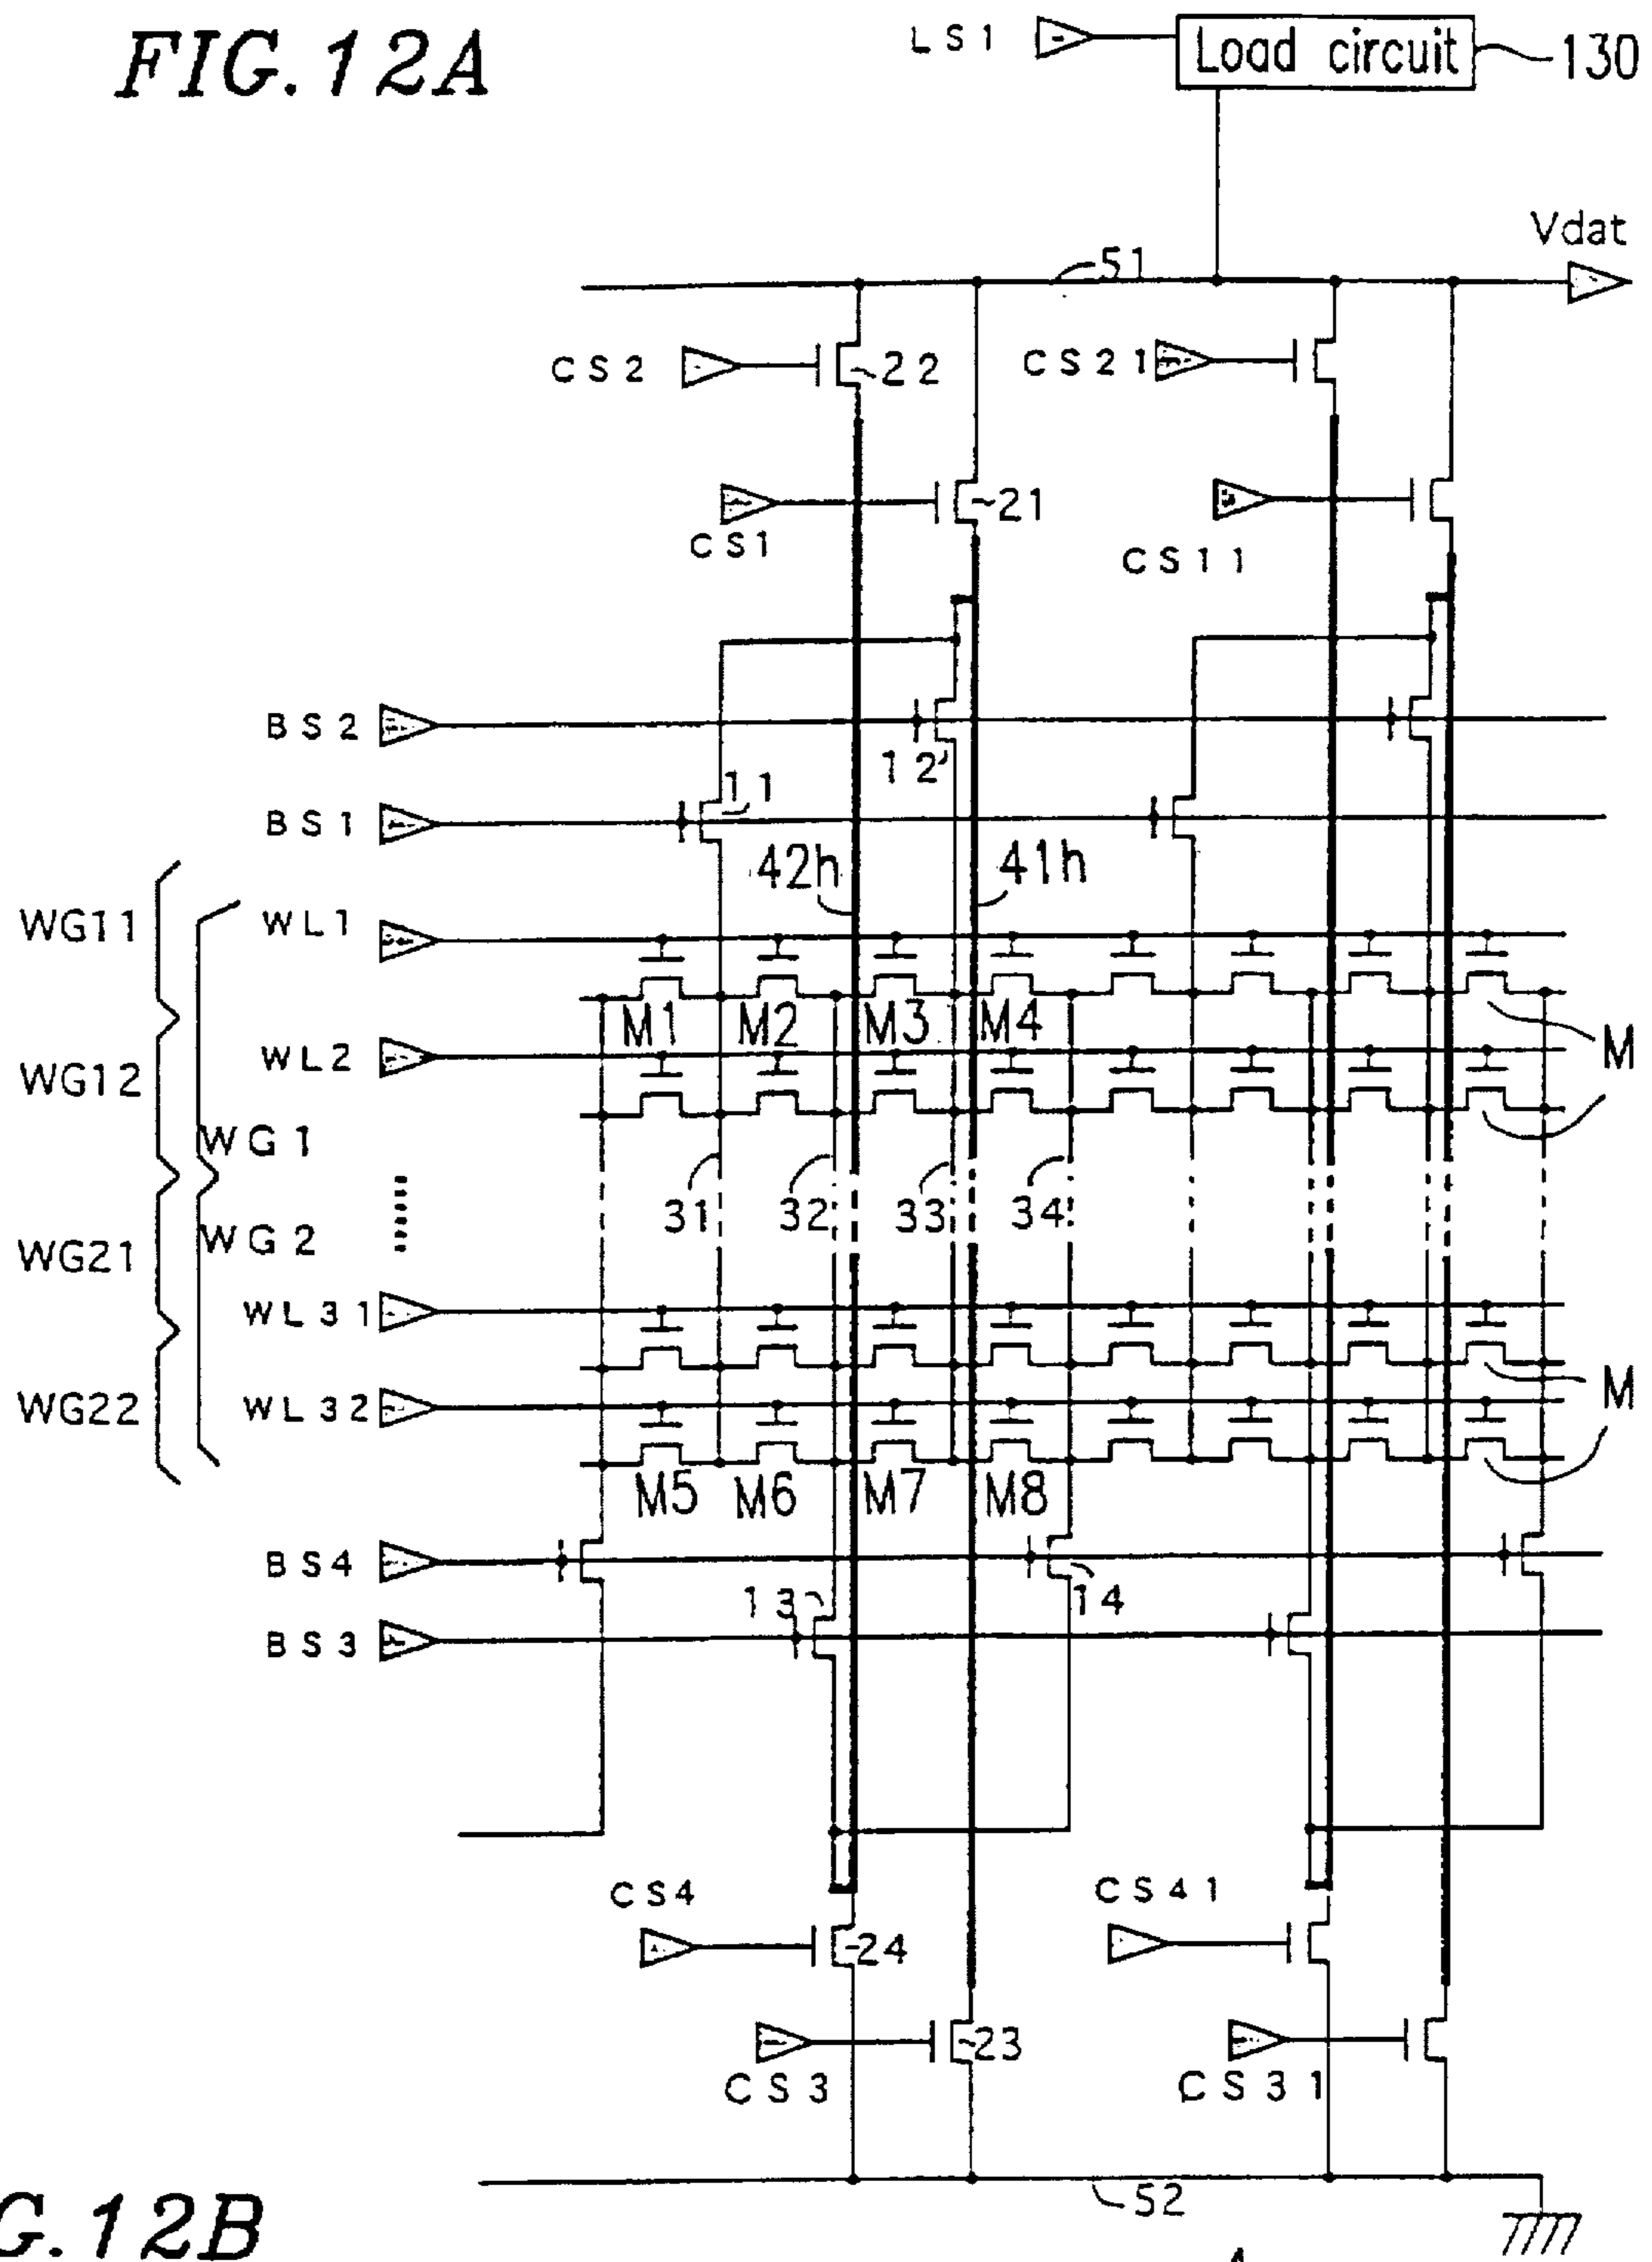 FIG. 12A
LS1
Load circuit
130
Vdat
51
CS2
22
CS21
CS1
21
CS11
BS2
12'
BS1
11
42h
41h
WG11
WL1
M1 M2 M3 M4
M
WG12
WL2
WG1
31 32 33 34
WG21
WG2
WL31
M
WG22
WL32
M5 M6 M7 M8
BS4
14
13
BS3
CS4
24
CS41
23
CS3
CS31
52
G. 12B